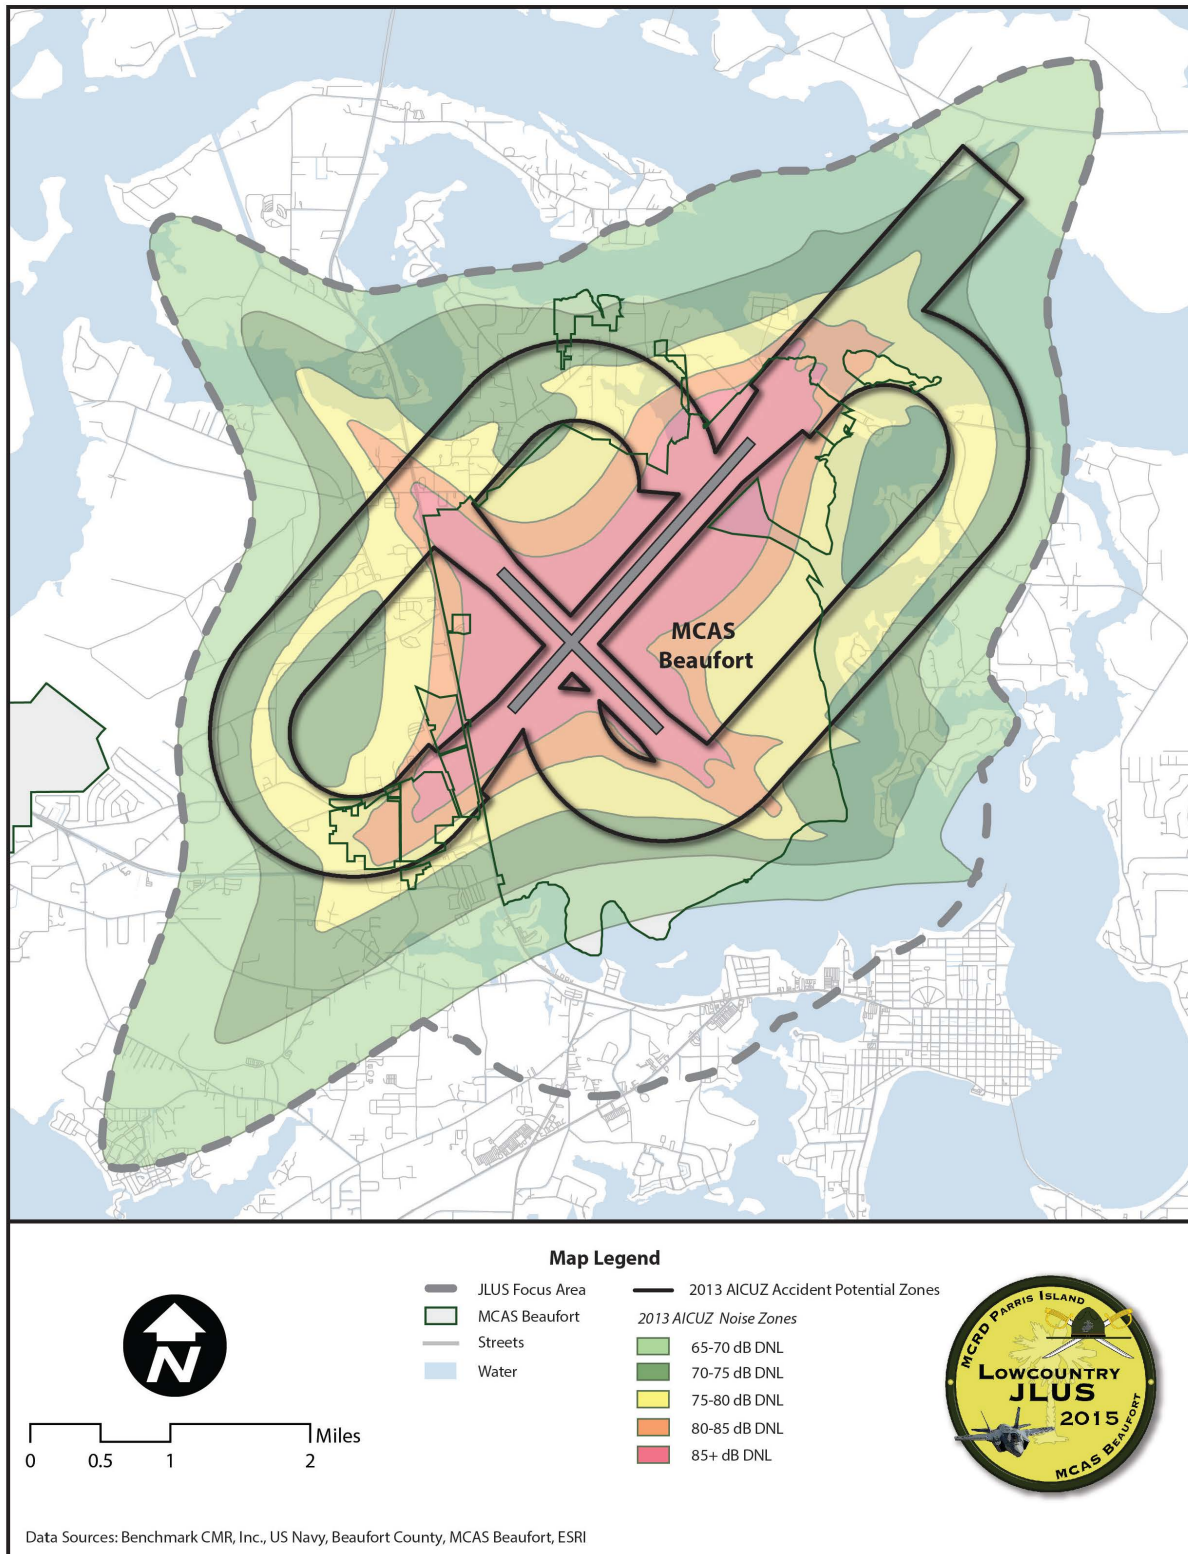 MCAS
Beaufort
Map Legend
JLUS Focus Area
MCAS Beaufort
Streets
Water
2013 AICUZ Accident Potential Zones
2013 AICUZ Noise Zones
65-70 dB DNL
70-75 dB DNL
75-80 dB DNL
80-85 dB DNL
85+ dB DNL
N
0 0.5 1 2 Miles
MCRD PARRIS ISLAND
LOWCOUNTRY
JLUS
2015
MCAS BEAUFORT
Data Sources: Benchmark CMR, Inc., US Navy, Beaufort County, MCAS Beaufort, ESRI